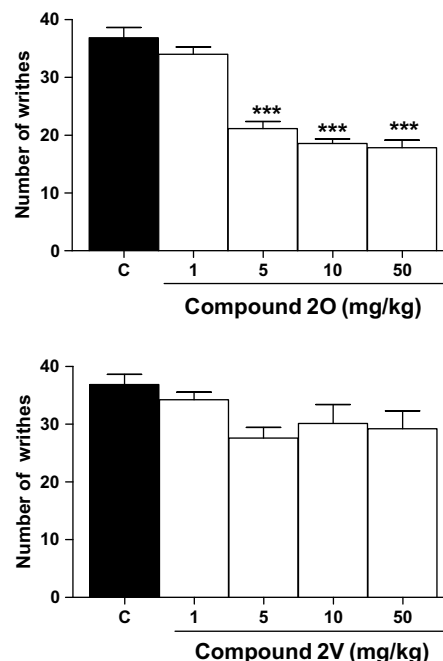 40
30
20
10
0
Number of writhes
*** *** ***
C 1 5 10 50
Compound 2O (mg/kg)
40
30
20
10
0
Number of writhes
C 1 5 10 50
Compound 2V (mg/kg)